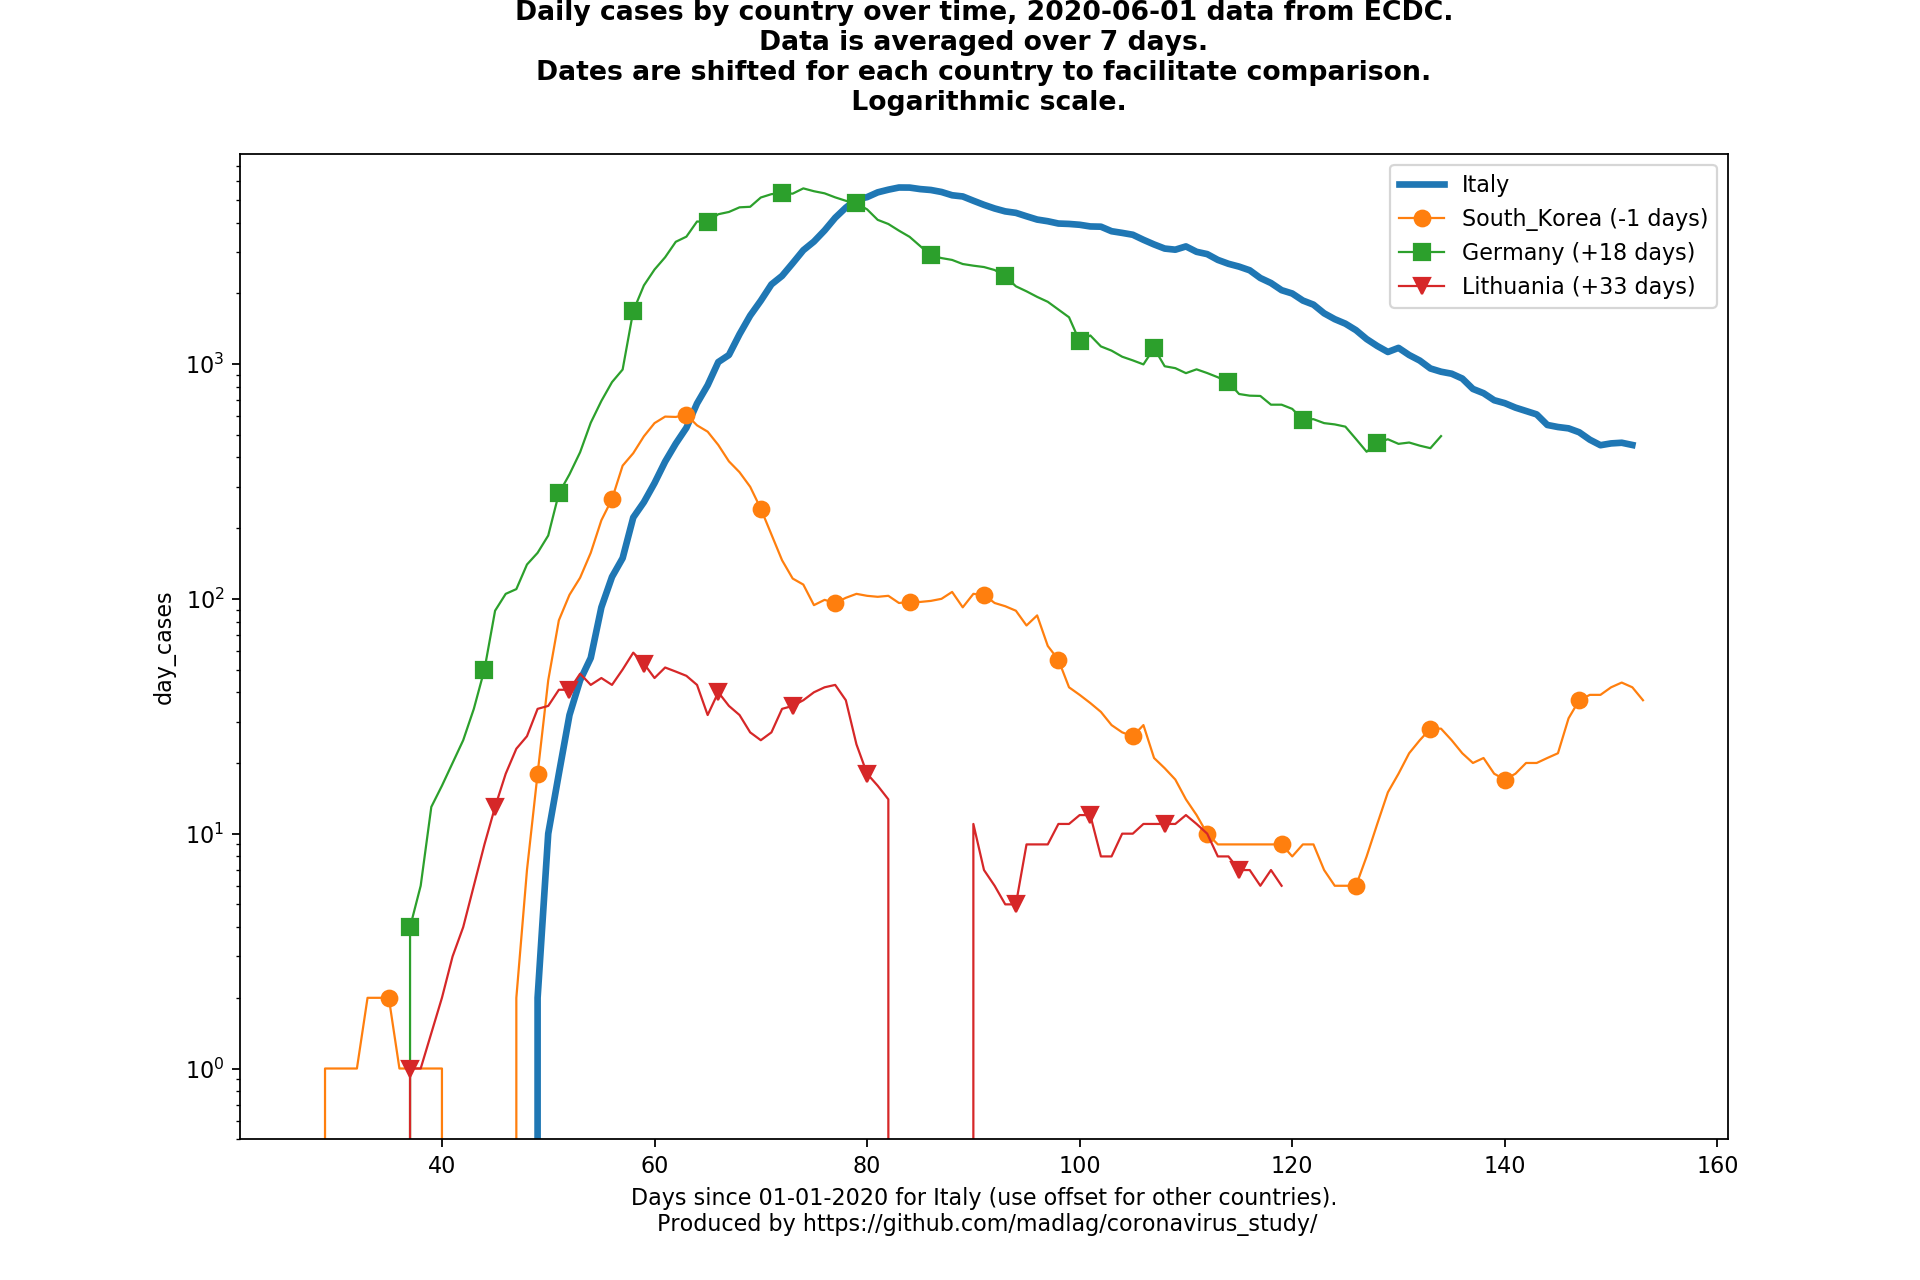 Daily cases by country over time, 2020-06-01 data from ECDC.
Data is averaged over 7 days.
Dates are shifted for each country to facilitate comparison.
Logarithmic scale.
Italy
South_Korea (-1 days)
Germany (+18 days)
Lithuania (+33 days)
day_cases
10³
10²
10¹
10⁰
40 60 80 100 120 140 160
Days since 01-01-2020 for Italy (use offset for other countries).
Produced by https://github.com/madlag/coronavirus_study/